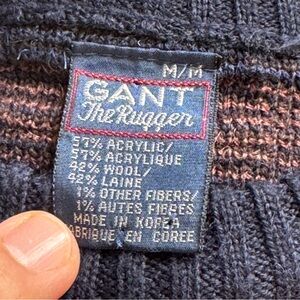 M/M
GANT
The Rugger
57% ACRYLIC/
57% ACRYLIQUE
42% WOOL/
42% LAINE
1% OTHER FIBERS/
1% AUTES FIBRES
MADE IN KOREA
FABRIQUE EN COREE